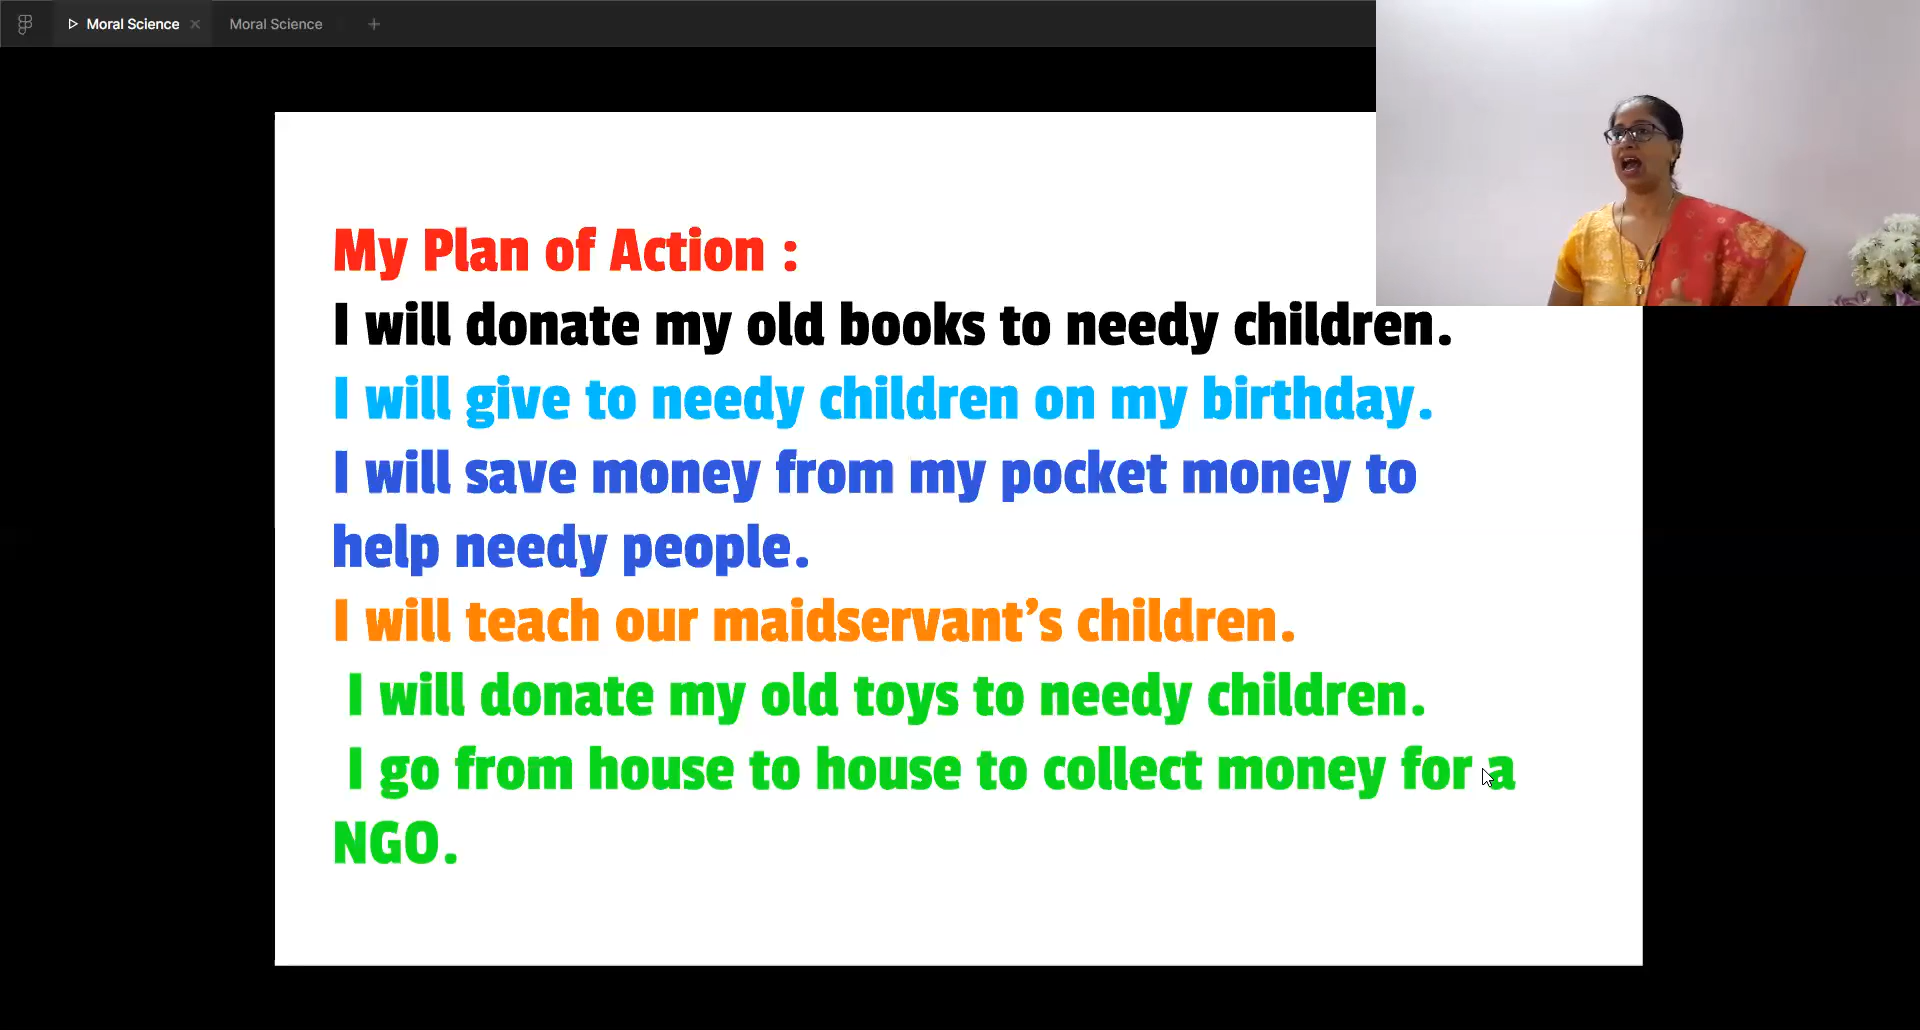 Moral Science
Moral Science
My Plan of Action :
I will donate my old books to needy children.
I will give to needy children on my birthday.
I will save money from my pocket money to
help needy people.
I will teach our maidservant’s children.
I will donate my old toys to needy children.
I go from house to house to collect money for a
NGO.